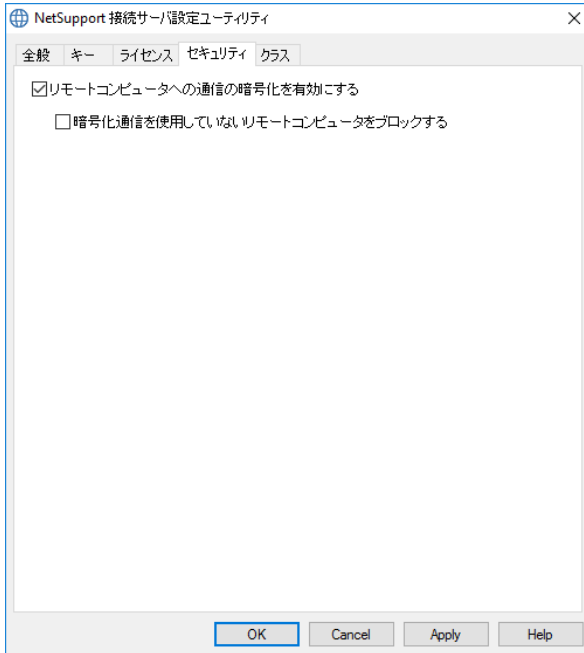 NetSupport 接続サーバ設定ユーティリティ
全般 キー ライセンス セキュリティ クラス
リモートコンピュータへの通信の暗号化を有効にする
暗号化通信を使用していないリモートコンピュータをブロックする
OK Cancel Apply Help